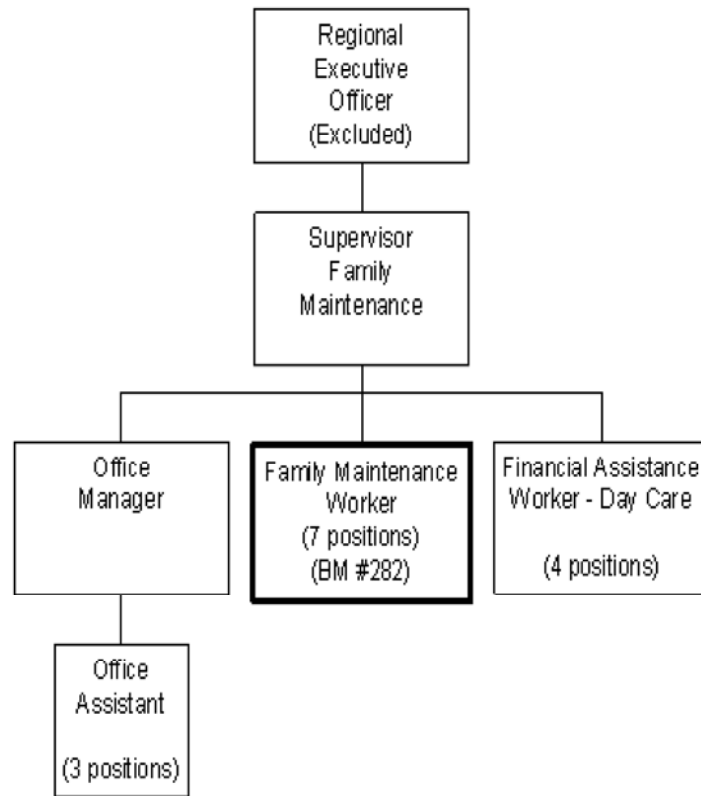 Regional
Executive
Officer
(Excluded)
Supervisor
Family
Maintenance
Office
Manager
Family Maintenance
Worker
(7 positions)
(BM #282)
Financial Assistance
Worker - Day Care
(4 positions)
Office
Assistant
(3 positions)